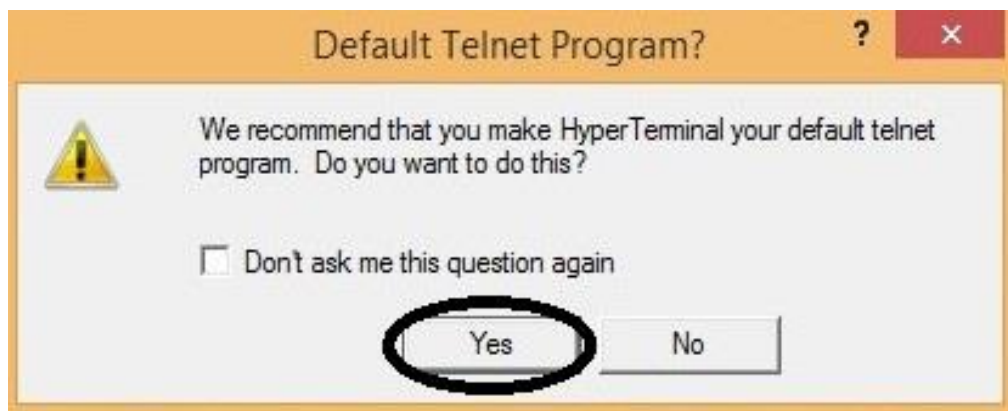 Default Telnet Program?
?
×
We recommend that you make HyperTerminal your default telnet
program. Do you want to do this?
Don't ask me this question again
Yes No